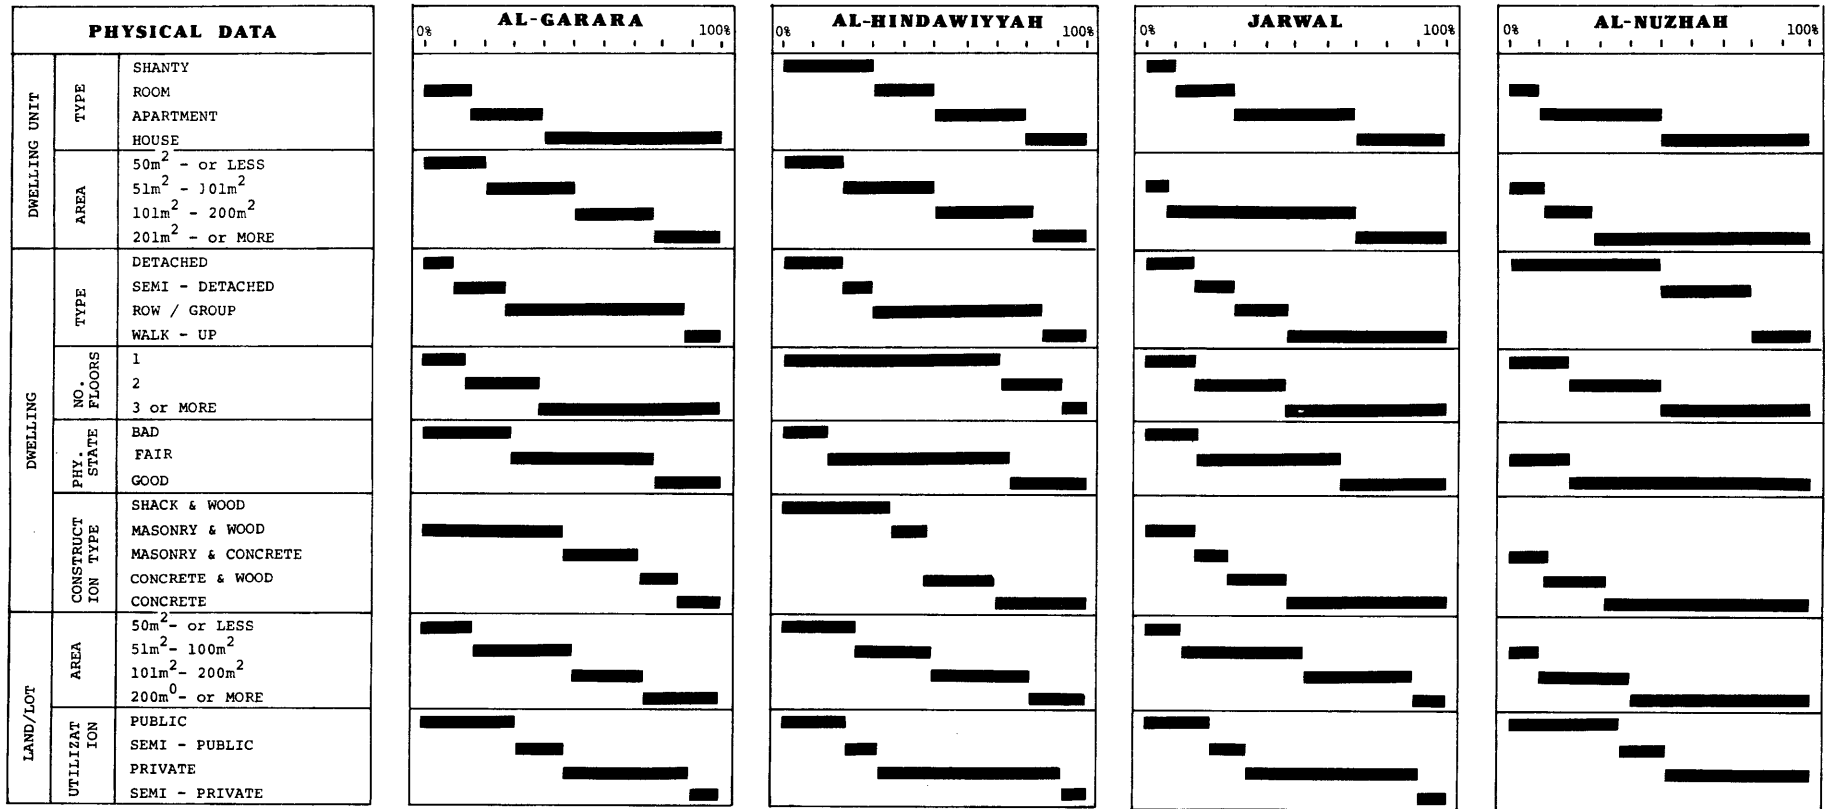 PHYSICAL DATA
AL-GARARA
0% 100%
AL-HINDAWIYYAH
0% 100%
JARWAL
0% 100%
AL-NUZHAH
0% 100%
DWELLING UNIT
TYPE
SHANTY
ROOM
APARTMENT
HOUSE
AREA
50m² - or LESS
51m² - 101m²
101m² - 200m²
201m² - or MORE
DWELLING
TYPE
DETACHED
SEMI - DETACHED
ROW / GROUP
WALK - UP
NO.
FLOORS
1
2
3 or MORE
PHY.
STATE
BAD
FAIR
GOOD
CONSTRUCT
ION TYPE
SHACK & WOOD
MASONRY & WOOD
MASONRY & CONCRETE
CONCRETE & WOOD
CONCRETE
LAND/LOT
AREA
50m²- or LESS
51m²- 100m²
101m²- 200m²
200m⁰- or MORE
UTILIZAT
ION
PUBLIC
SEMI - PUBLIC
PRIVATE
SEMI - PRIVATE